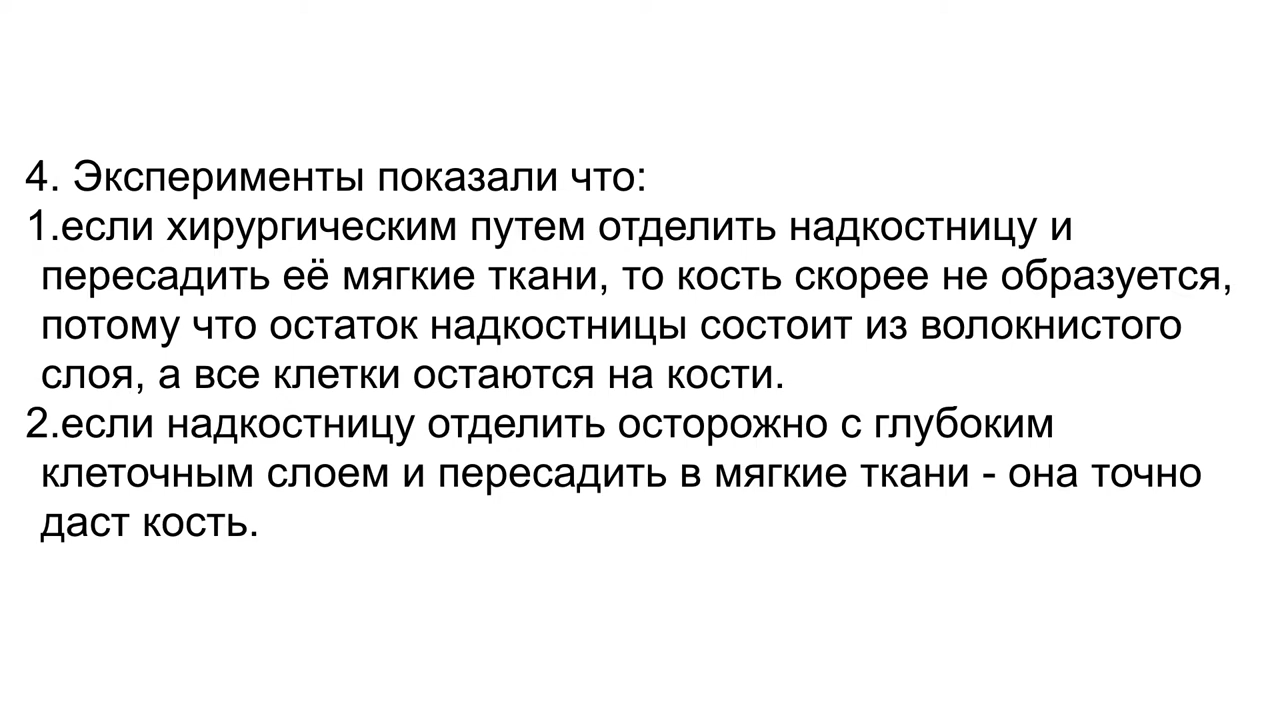 4. Эксперименты показали что:
1.если хирургическим путем отделить надкостницу и
пересадить её мягкие ткани, то кость скорее не образуется,
потому что остаток надкостницы состоит из волокнистого
слоя, а все клетки остаются на кости.
2.если надкостницу отделить осторожно с глубоким
клеточным слоем и пересадить в мягкие ткани - она точно
даст кость.